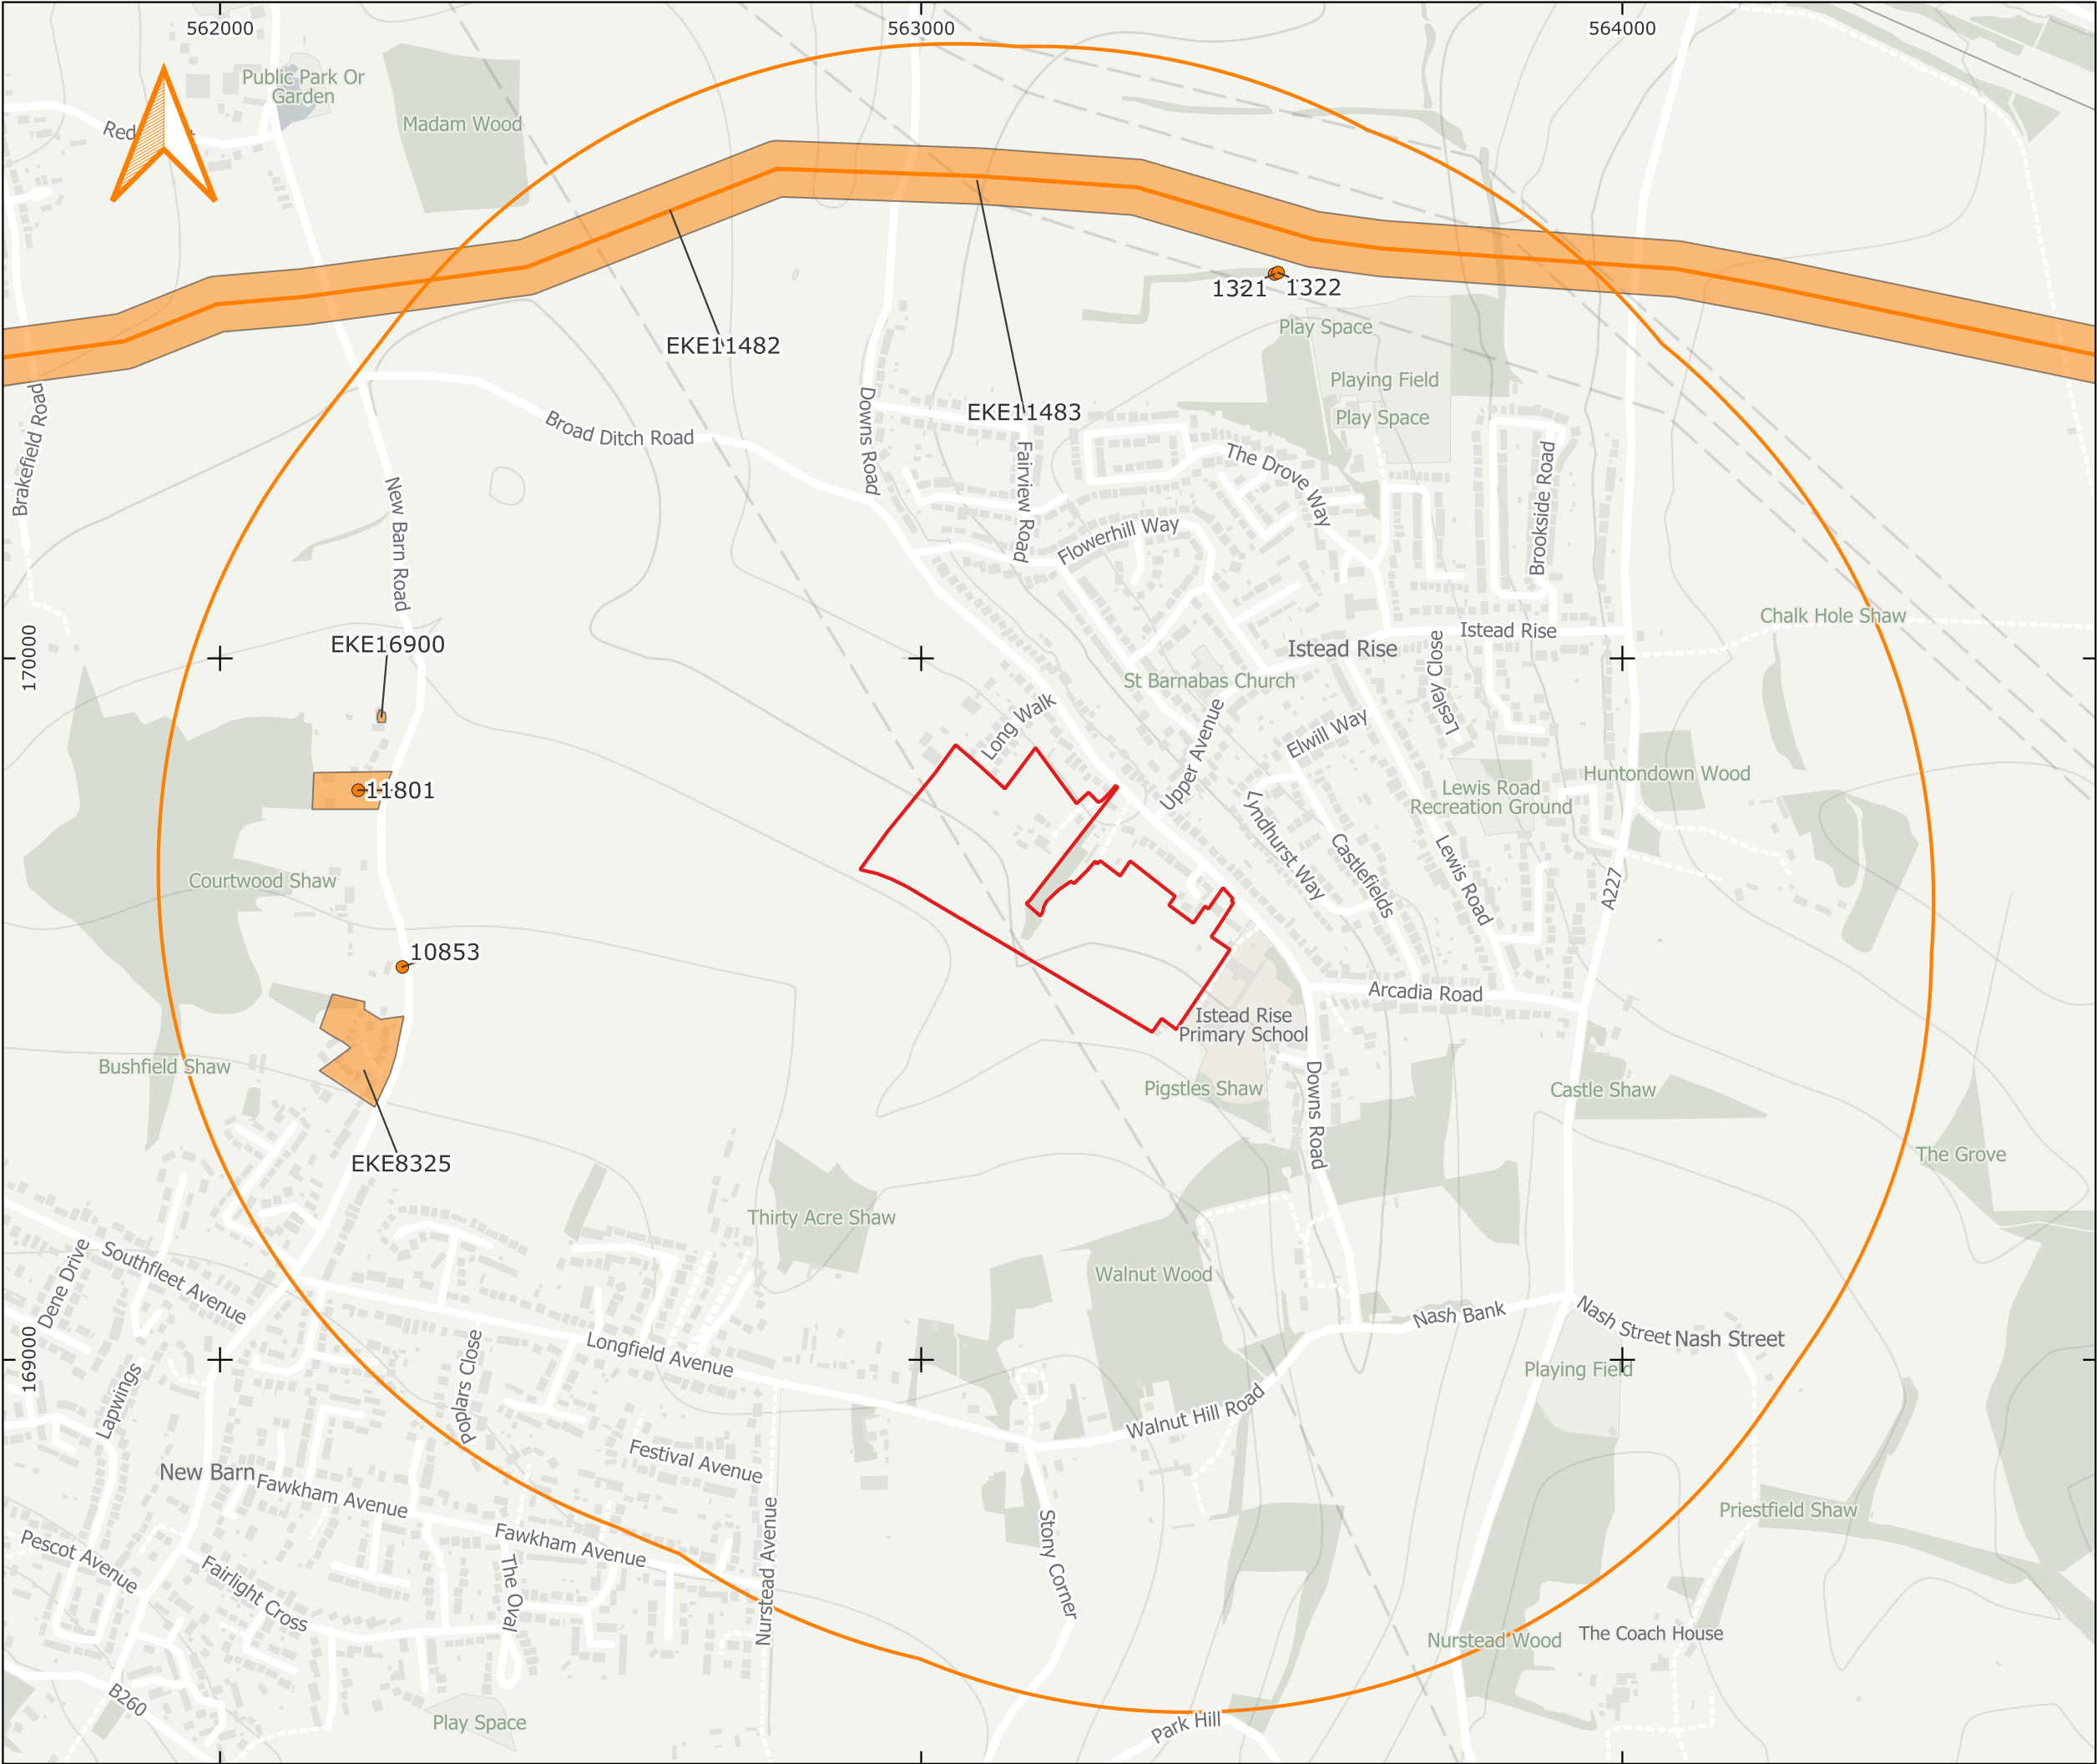 562000
563000
564000
Public Park Or
Garden
Madam Wood
1321
1322
Play Space
EKE11482
Playing Field
Brakefield Road
Downs Road
EKE11483
Play Space
Broad Ditch Road
Fairview Road
The Drove Way
Brookside Road
New Barn Road
Flowerhill Way
Chalk Hole Shaw
170000
EKE16900
Istead Rise
Istead Rise
Lesley Close
St Barnabas Church
Long Walk
Upper Avenue
Elwill Way
Huntondown Wood
11801
Lewis Road
Recreation Ground
Lyndhurst Way
Castlefields
Lewis Road
A227
Courtwood Shaw
10853
Arcadia Road
Istead Rise
Primary School
Bushfield Shaw
Pigstles Shaw
Downs Road
Castle Shaw
EKE8325
The Grove
Thirty Acre Shaw
Southfleet Avenue
Dene Drive
Walnut Wood
Nash Bank
Nash Street
Nash Street
169000
Longfield Avenue
Poplars Close
Playing Field
Lapwings
Walnut Hill Road
Festival Avenue
New Barn
Fawkham Avenue
Nurstead Avenue
Stony Corner
Priestfield Shaw
Fawkham Avenue
Pescot Avenue
Fairlight Cross
The Oval
Nurstead Wood
The Coach House
B260
Play Space
Park Hill